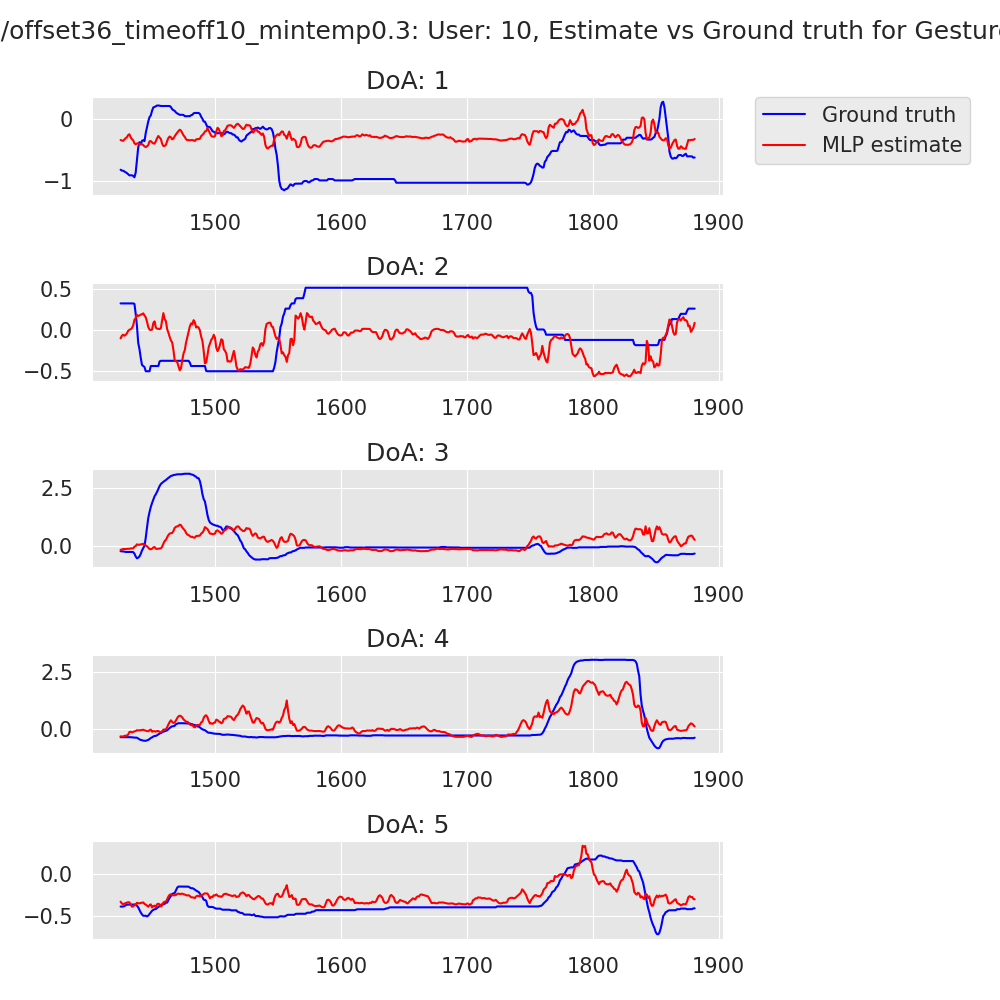 /offset36_timeoff10_mintemp0.3: User: 10, Estimate vs Ground truth for Gesture
DoA: 1
0
−1
1500 1600 1700 1800 1900
Ground truth
MLP estimate
DoA: 2
0.5
0.0
−0.5
1500 1600 1700 1800 1900
DoA: 3
2.5
0.0
1500 1600 1700 1800 1900
DoA: 4
2.5
0.0
1500 1600 1700 1800 1900
DoA: 5
0.0
−0.5
1500 1600 1700 1800 1900